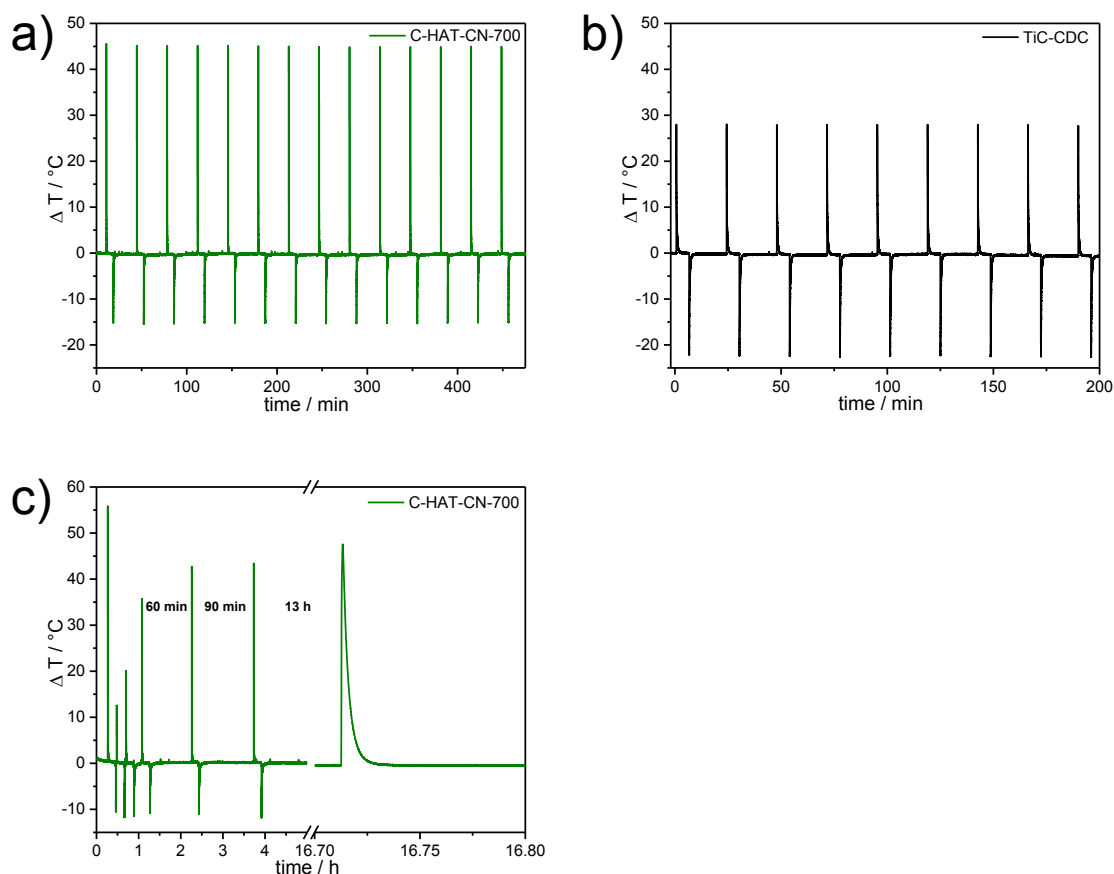 a)
C-HAT-CN-700
Δ T / °C
50
40
30
20
10
0
-10
-20
0 100 200 300 400
time / min
b)
TiC-CDC
Δ T / °C
50
40
30
20
10
0
-10
-20
0 50 100 150 200
time / min
c)
C-HAT-CN-700
Δ T / °C
60
50
40
30
20
10
0
-10
60 min 90 min 13 h
0 1 2 3 4 16.70 16.75 16.80
time / h